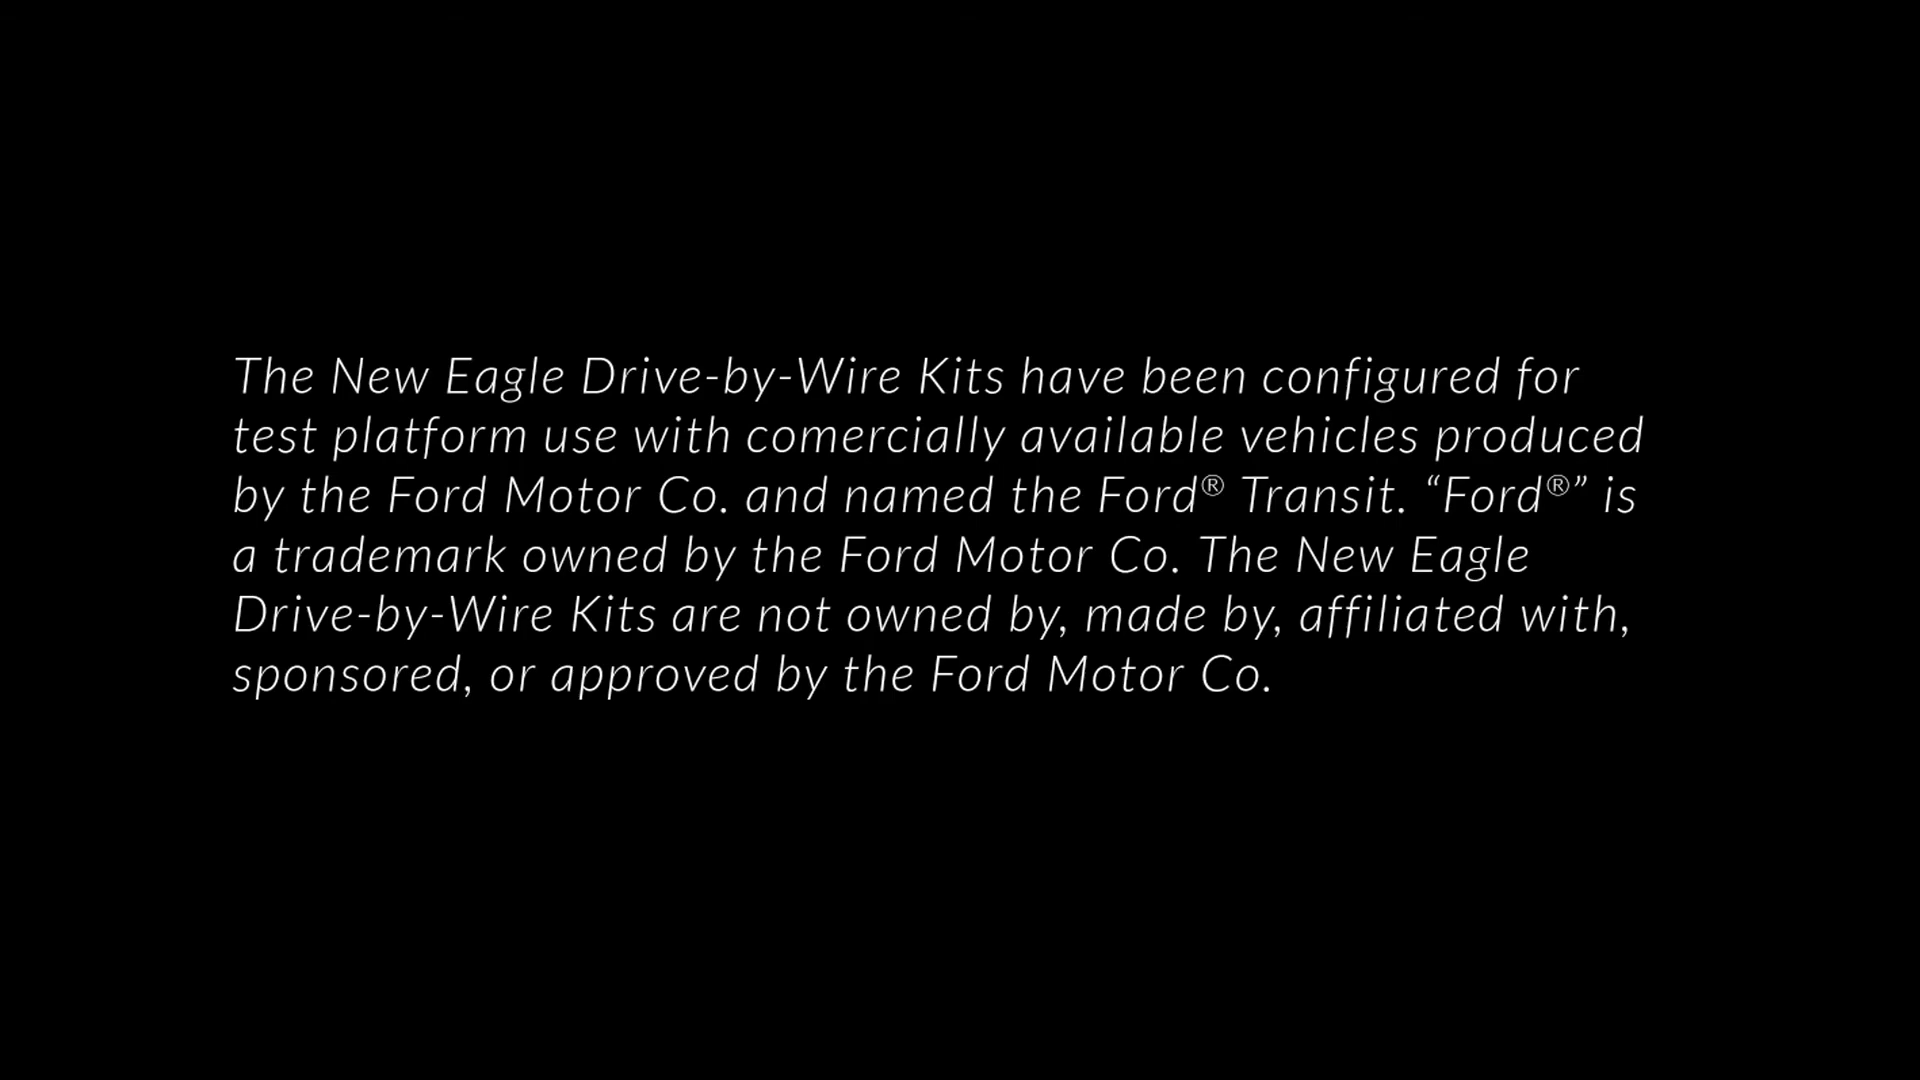 The New Eagle Drive-by-Wire Kits have been configured for
test platform use with comercially available vehicles produced
by the Ford Motor Co. and named the Ford® Transit. “Ford®” is
a trademark owned by the Ford Motor Co. The New Eagle
Drive-by-Wire Kits are not owned by, made by, affiliated with,
sponsored, or approved by the Ford Motor Co.